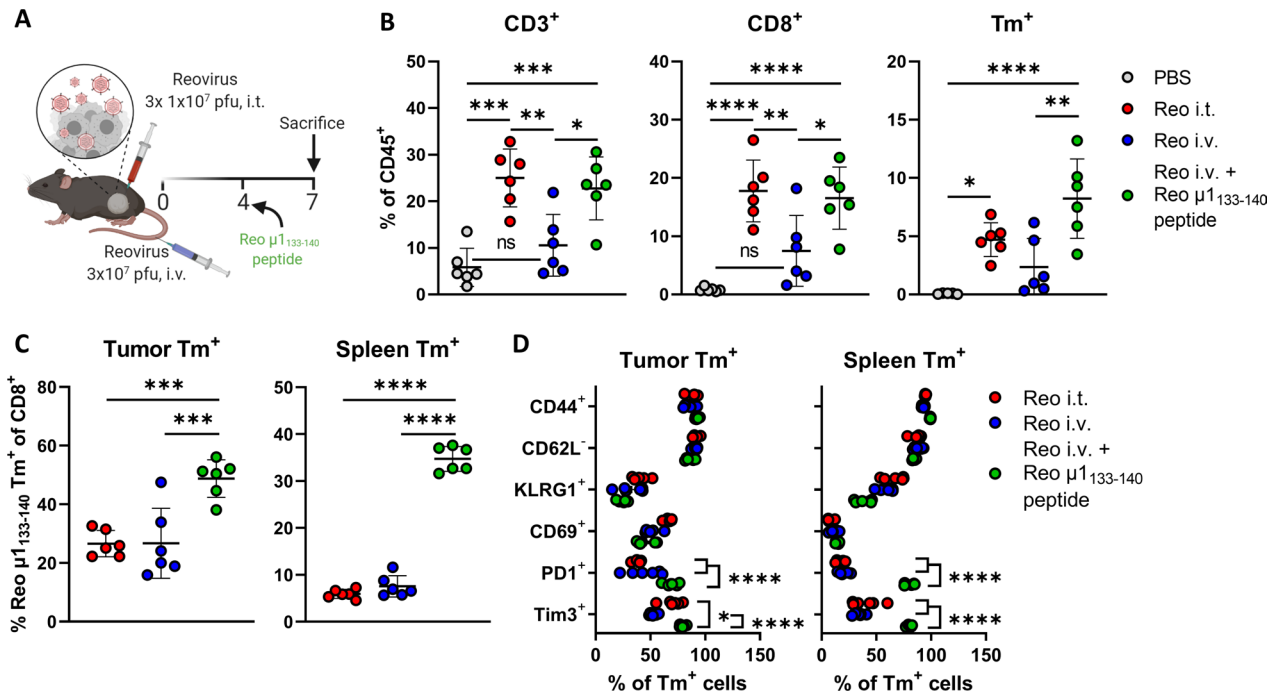 A
Reovirus
3x 1x10⁷ pfu, i.t.
Sacrifice
0
4
7
Reo µ1₁₃₃₋₁₄₀
peptide
Reovirus
3x10⁷ pfu, i.v.
B
CD3⁺
CD8⁺
Tm⁺
% of CD45⁺
50
40
30
20
10
0
***
***
**
*
ns
40
30
20
10
0
****
****
**
*
ns
20
15
10
5
0
****
**
*
PBS
Reo i.t.
Reo i.v.
Reo i.v. +
Reo µ1₁₃₃₋₁₄₀
peptide
C
Tumor Tm⁺
Spleen Tm⁺
% Reo µ1₁₃₃₋₁₄₀ Tm⁺ of CD8⁺
80
60
40
20
0
***
***
50
40
30
20
10
0
****
****
D
Tumor Tm⁺
Spleen Tm⁺
CD44⁺
CD62L⁻
KLRG1⁺
CD69⁺
PD1⁺
Tim3⁺
****
* ****
0 50 100 150
% of Tm⁺ cells
****
****
0 50 100 150
% of Tm⁺ cells
Reo i.t.
Reo i.v.
Reo i.v. +
Reo µ1₁₃₃₋₁₄₀
peptide